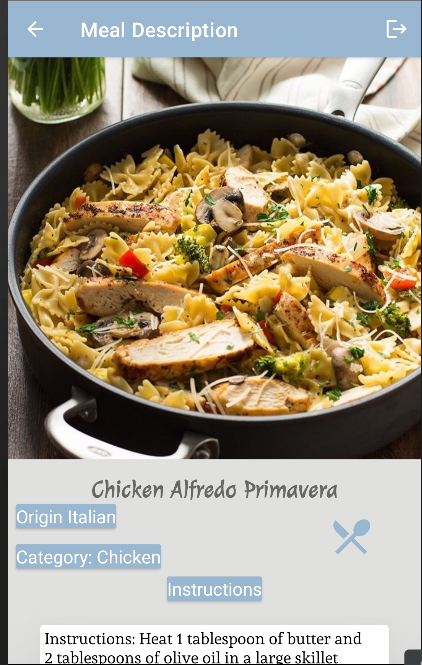 Meal Description
Chicken Alfredo Primavera
Origin Italian
Category: Chicken
Instructions
Instructions: Heat 1 tablespoon of butter and
2 tablespoons of olive oil in a large skillet